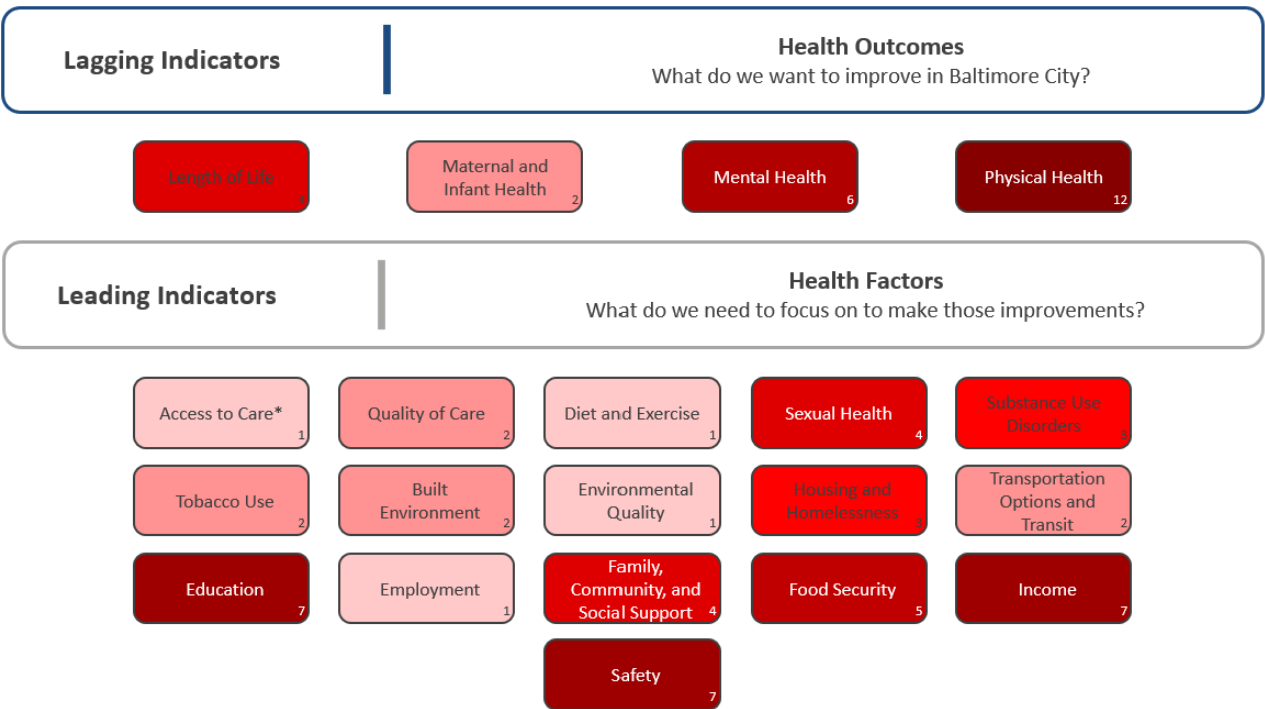 Lagging Indicators
Health Outcomes
What do we want to improve in Baltimore City?
Length of Life
4
Maternal and
Infant Health
2
Mental Health
6
Physical Health
12
Leading Indicators
Health Factors
What do we need to focus on to make those improvements?
Access to Care*
1
Quality of Care
2
Diet and Exercise
1
Sexual Health
4
Substance Use
Disorders
3
Tobacco Use
2
Built
Environment
2
Environmental
Quality
1
Housing and
Homelessness
3
Transportation
Options and
Transit
2
Education
7
Employment
1
Family,
Community, and
Social Support
4
Food Security
5
Income
7
Safety
7